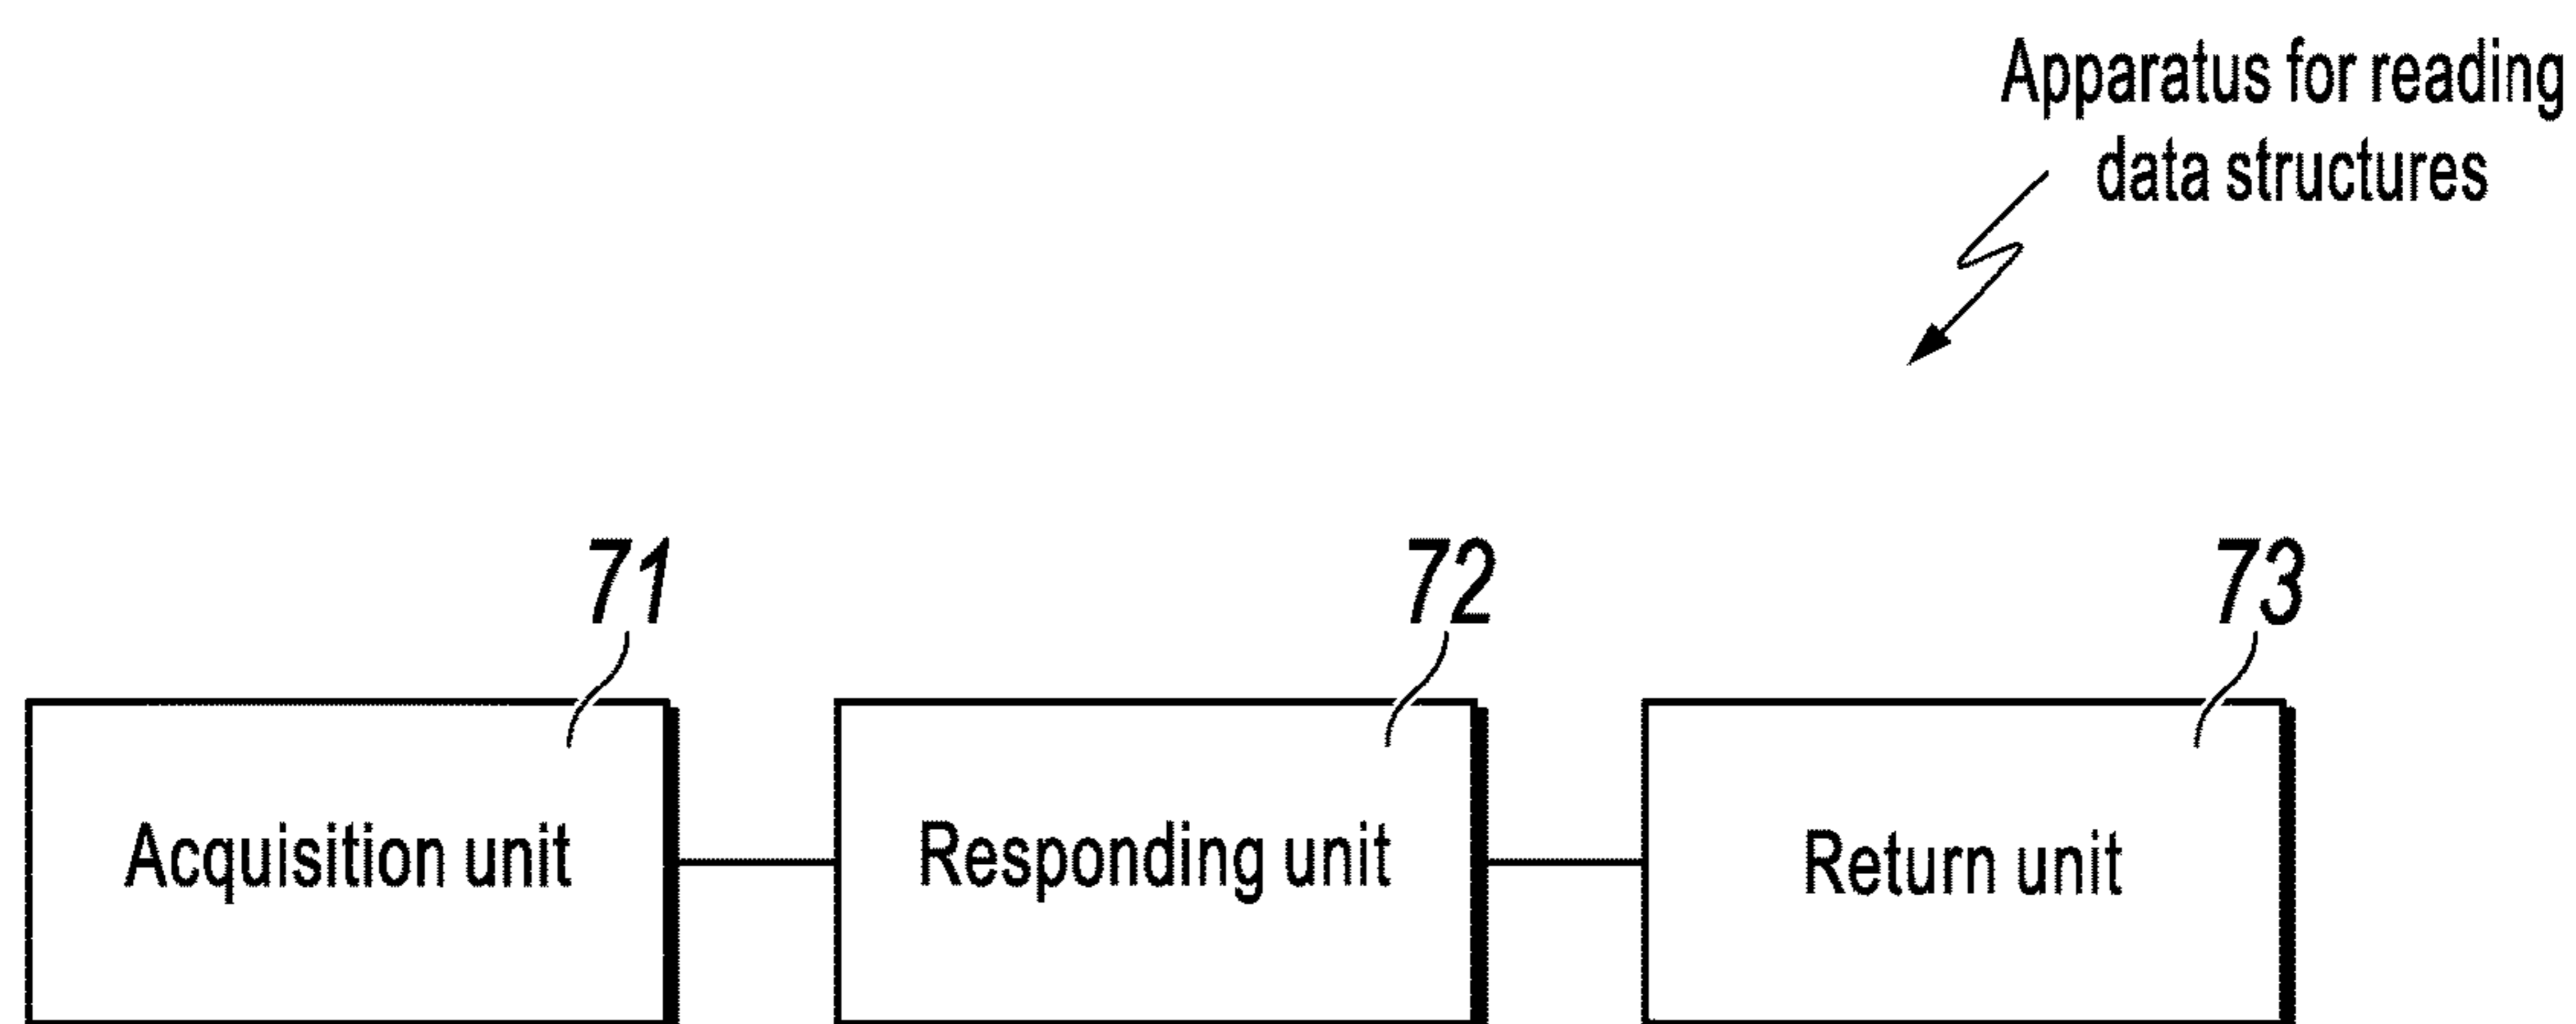 Apparatus for reading
data structures
71
72
73
Acquisition unit
Responding unit
Return unit